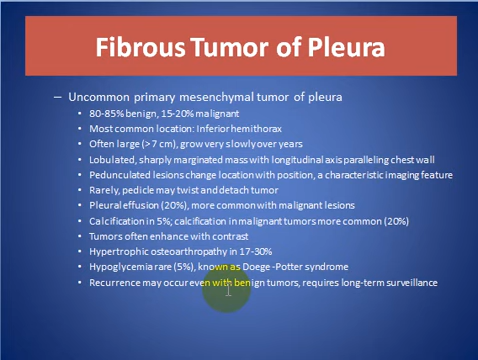 Fibrous Tumor of Pleura
– Uncommon primary mesenchymal tumor of pleura
• 80-85% benign, 15-20% malignant
• Most common location: Inferior hemithorax
• Often large (>7 cm), grow very slowly over years
• Lobulated, sharply marginated mass with longitudinal axis paralleling chest wall
• Pedunculated lesions change location with position, a characteristic imaging feature
• Rarely, pedicle may twist and detach tumor
• Pleural effusion (20%), more common with malignant lesions
• Calcification in 5%; calcification in malignant tumors more common (20%)
• Tumors often enhance with contrast
• Hypertrophic osteoarthropathy in 17-30%
• Hypoglycemia rare (5%), known as Doege -Potter syndrome
• Recurrence may occur even with benign tumors, requires long-term surveillance